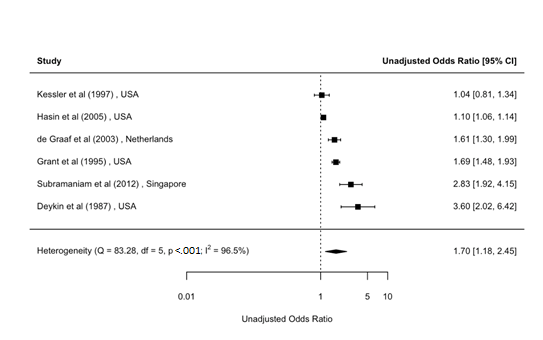 Study Unadjusted Odds Ratio [95% CI]
Kessler et al (1997) , USA 1.04 [0.81, 1.34]
Hasin et al (2005) , USA 1.10 [1.06, 1.14]
de Graaf et al (2003) , Netherlands 1.61 [1.30, 1.99]
Grant et al (1995) , USA 1.69 [1.48, 1.93]
Subramaniam et al (2012) , Singapore 2.83 [1.92, 4.15]
Deykin et al (1987) , USA 3.60 [2.02, 6.42]
Heterogeneity (Q = 83.28, df = 5, p <.001; I² = 96.5%) 1.70 [1.18, 2.45]
0.01 1 5 10
Unadjusted Odds Ratio